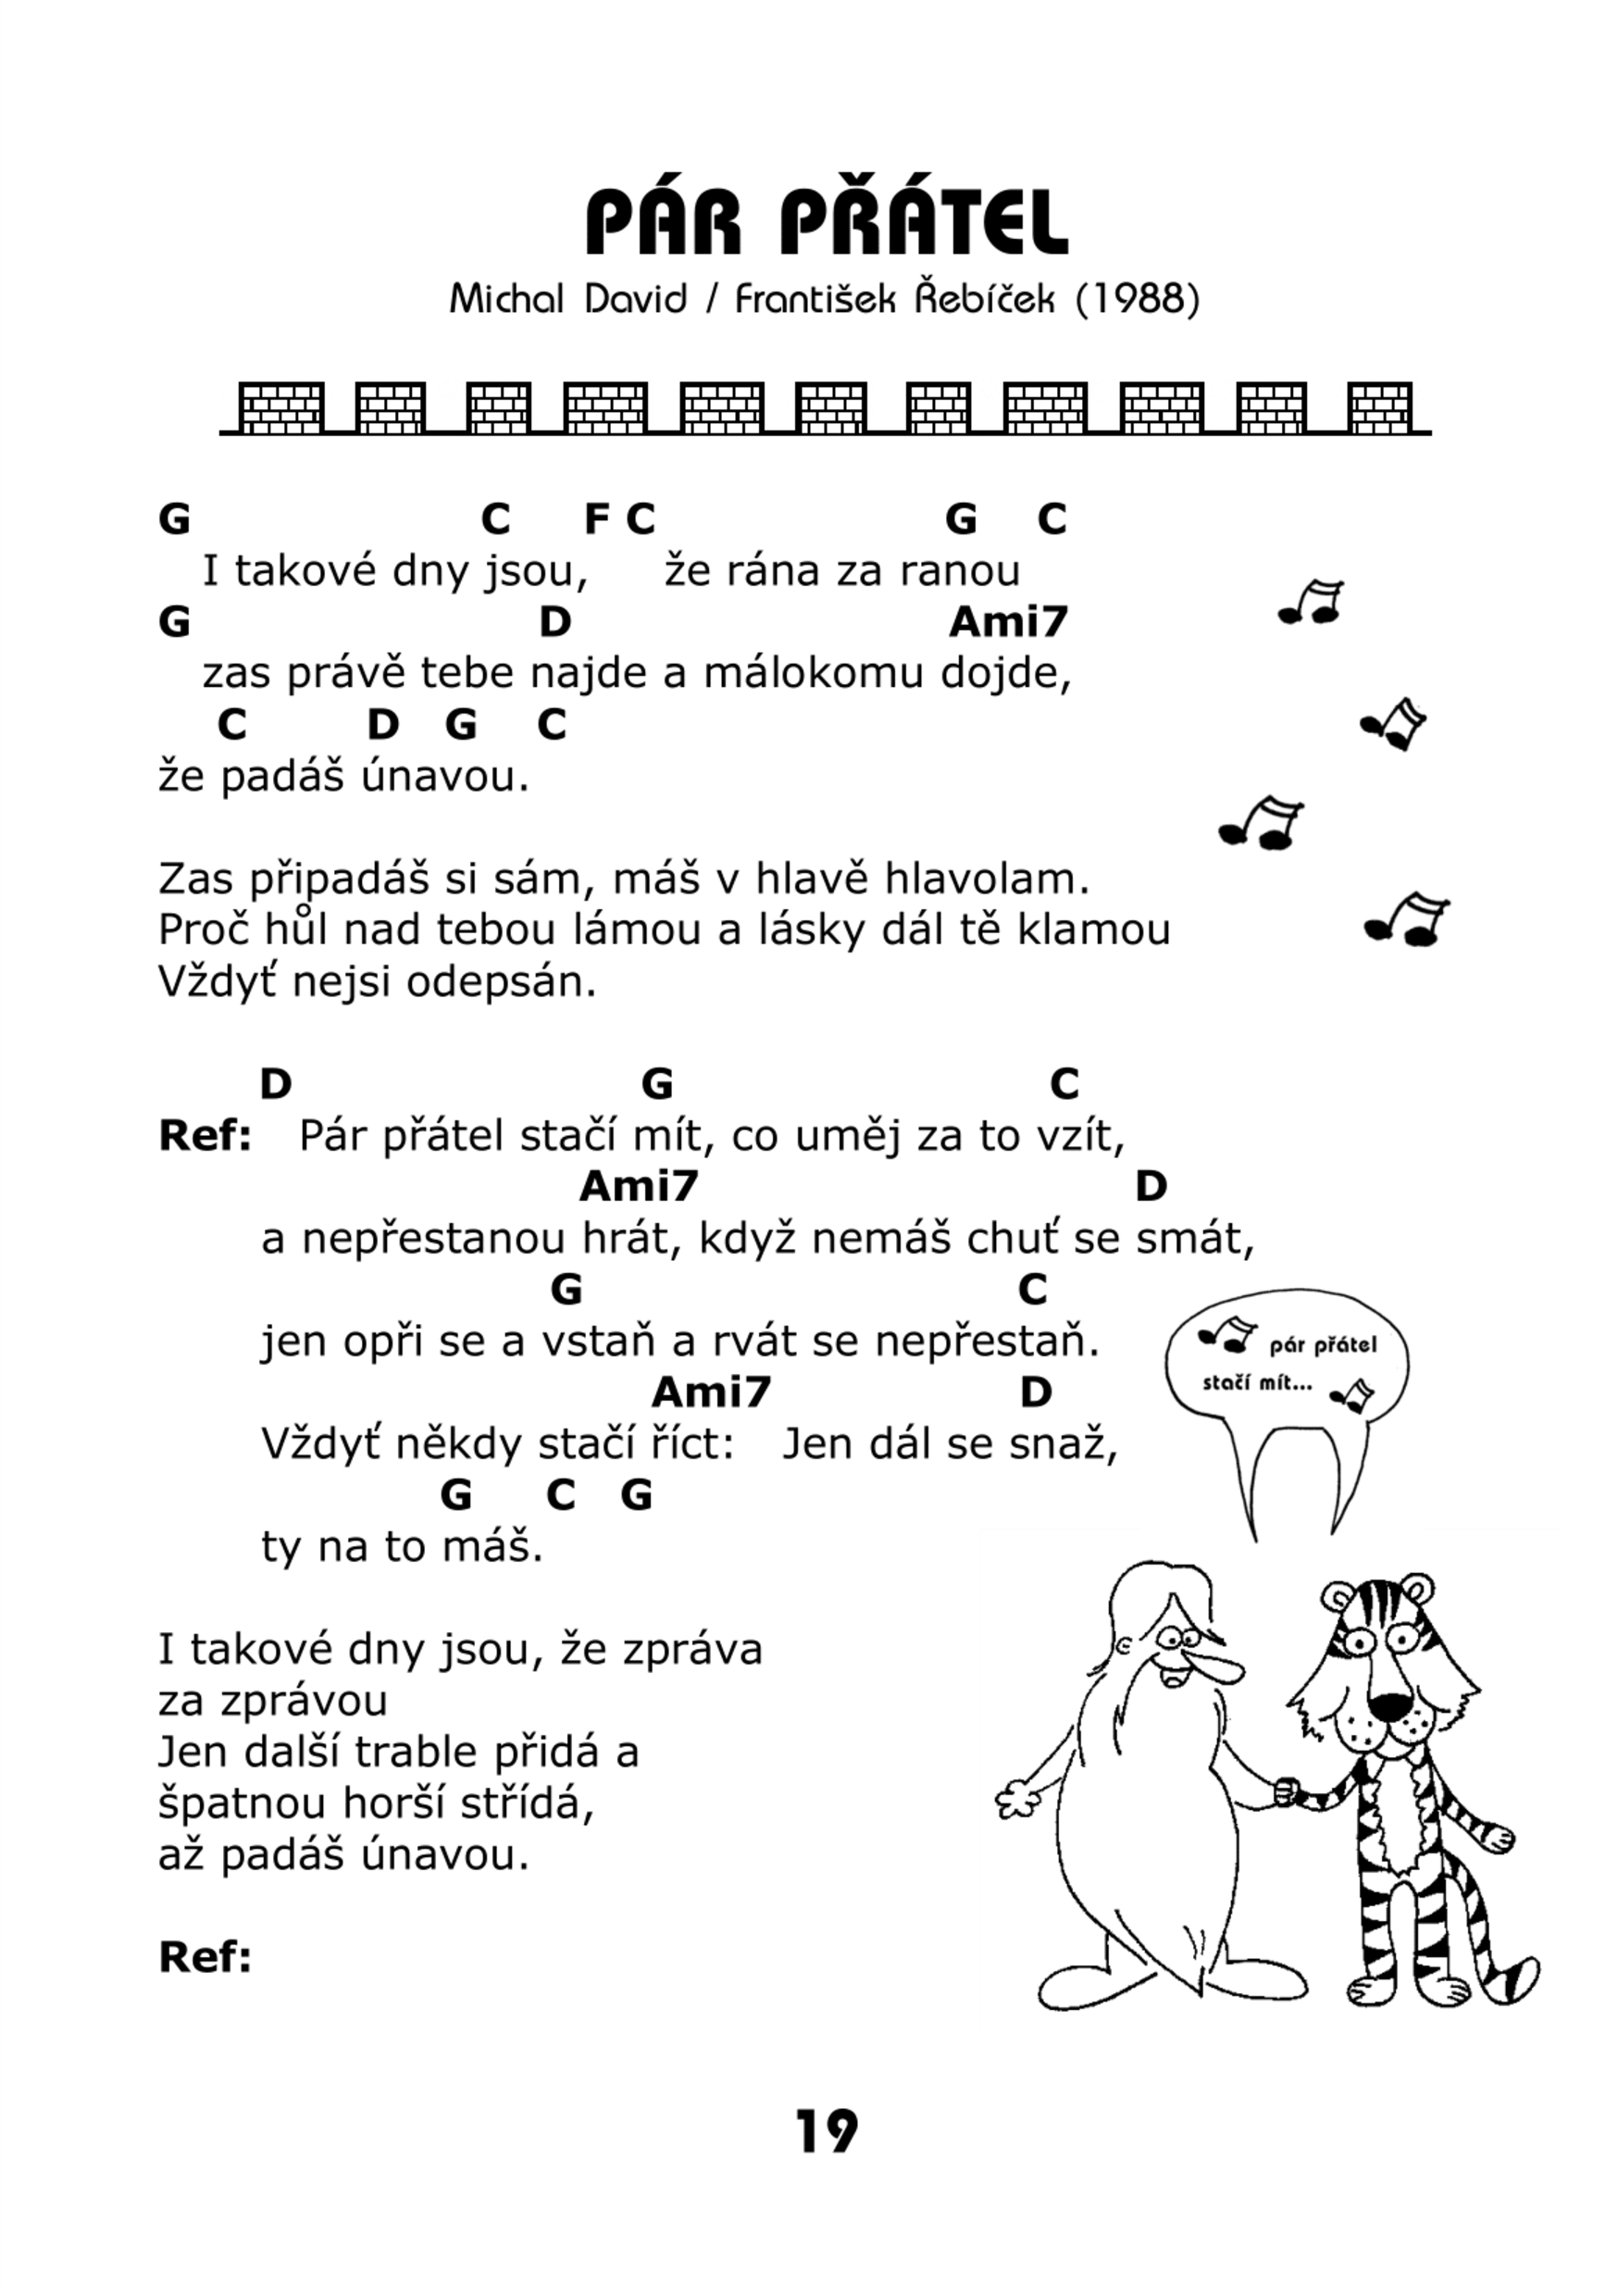 PÁR PŘÁTEL
Michal David / František Řebíček (1988)
G C F C G C
I takové dny jsou, že rána za ranou
G D Ami7
zas právě tebe najde a málokomu dojde,
C D G C
že padáš únavou.
Zas připadáš si sám, máš v hlavě hlavolam.
Proč hůl nad tebou lámou a lásky dál tě klamou
Vždyť nejsi odepsán.
D G C
Ref: Pár přátel stačí mít, co uměj za to vzít,
Ami7 D
a nepřestanou hrát, když nemáš chuť se smát,
G C
jen opři se a vstaň a rvát se nepřestaň.
Ami7 D
Vždyť někdy stačí říct: Jen dál se snaž,
G C G
ty na to máš.
pár přátel
stačí mít...
I takové dny jsou, že zpráva
za zprávou
Jen další trable přidá a
špatnou horší střídá,
až padáš únavou.
Ref:
19